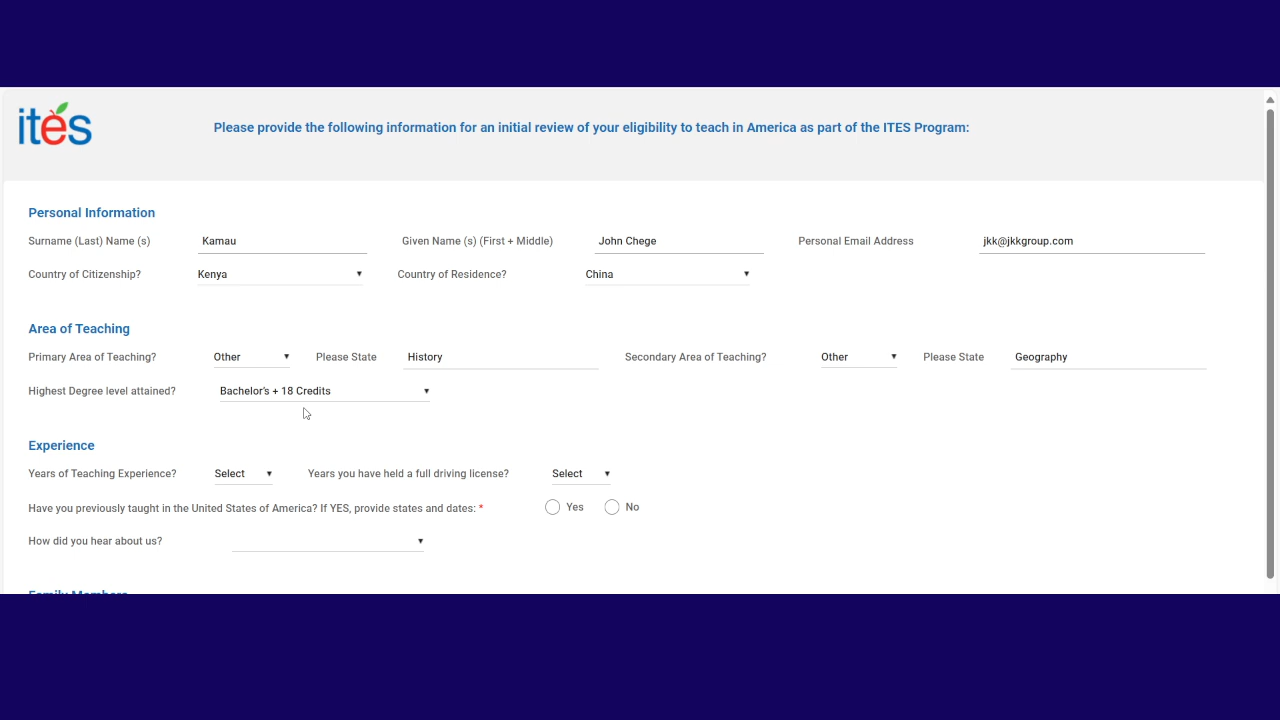 ites
Please provide the following information for an initial review of your eligibility to teach in America as part of the ITES Program:
Personal Information
Surname (Last) Name (s) Kamau Given Name (s) (First + Middle) John Chege Personal Email Address jkk@jkkgroup.com
Country of Citizenship? Kenya Country of Residence? China
Area of Teaching
Primary Area of Teaching? Other Please State History Secondary Area of Teaching? Other Please State Geography
Highest Degree level attained? Bachelor's + 18 Credits
Experience
Years of Teaching Experience? Select Years you have held a full driving license? Select
Have you previously taught in the United States of America? If YES, provide states and dates: * Yes No
How did you hear about us?
Family Members